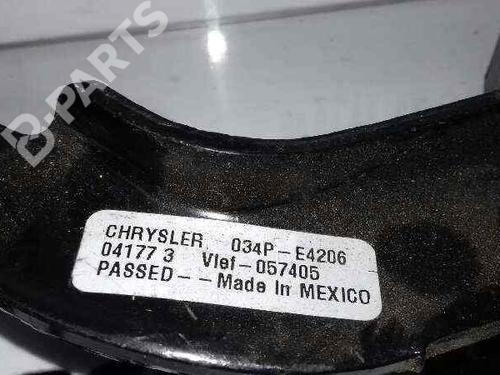 B-PARTS
CHRYSLER, 034P-E4206
04177 3 Vlef-057405
PASSED--Made In MEXICO